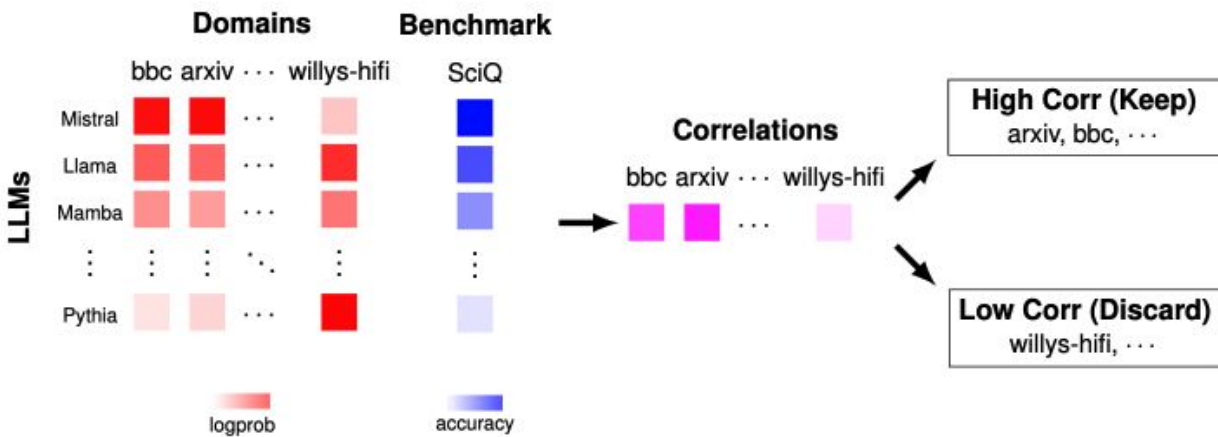 Domains
Benchmark
bbc arxiv ··· willys-hifi
SciQ
LLMs
Mistral ···
Llama ···
Mamba ···
⋮ ⋮ ⋮ ⋱ ⋮ ⋮
Pythia ···
logprob
accuracy
Correlations
bbc arxiv ··· willys-hifi
···
High Corr (Keep)
arxiv, bbc, ···
Low Corr (Discard)
willys-hifi, ···